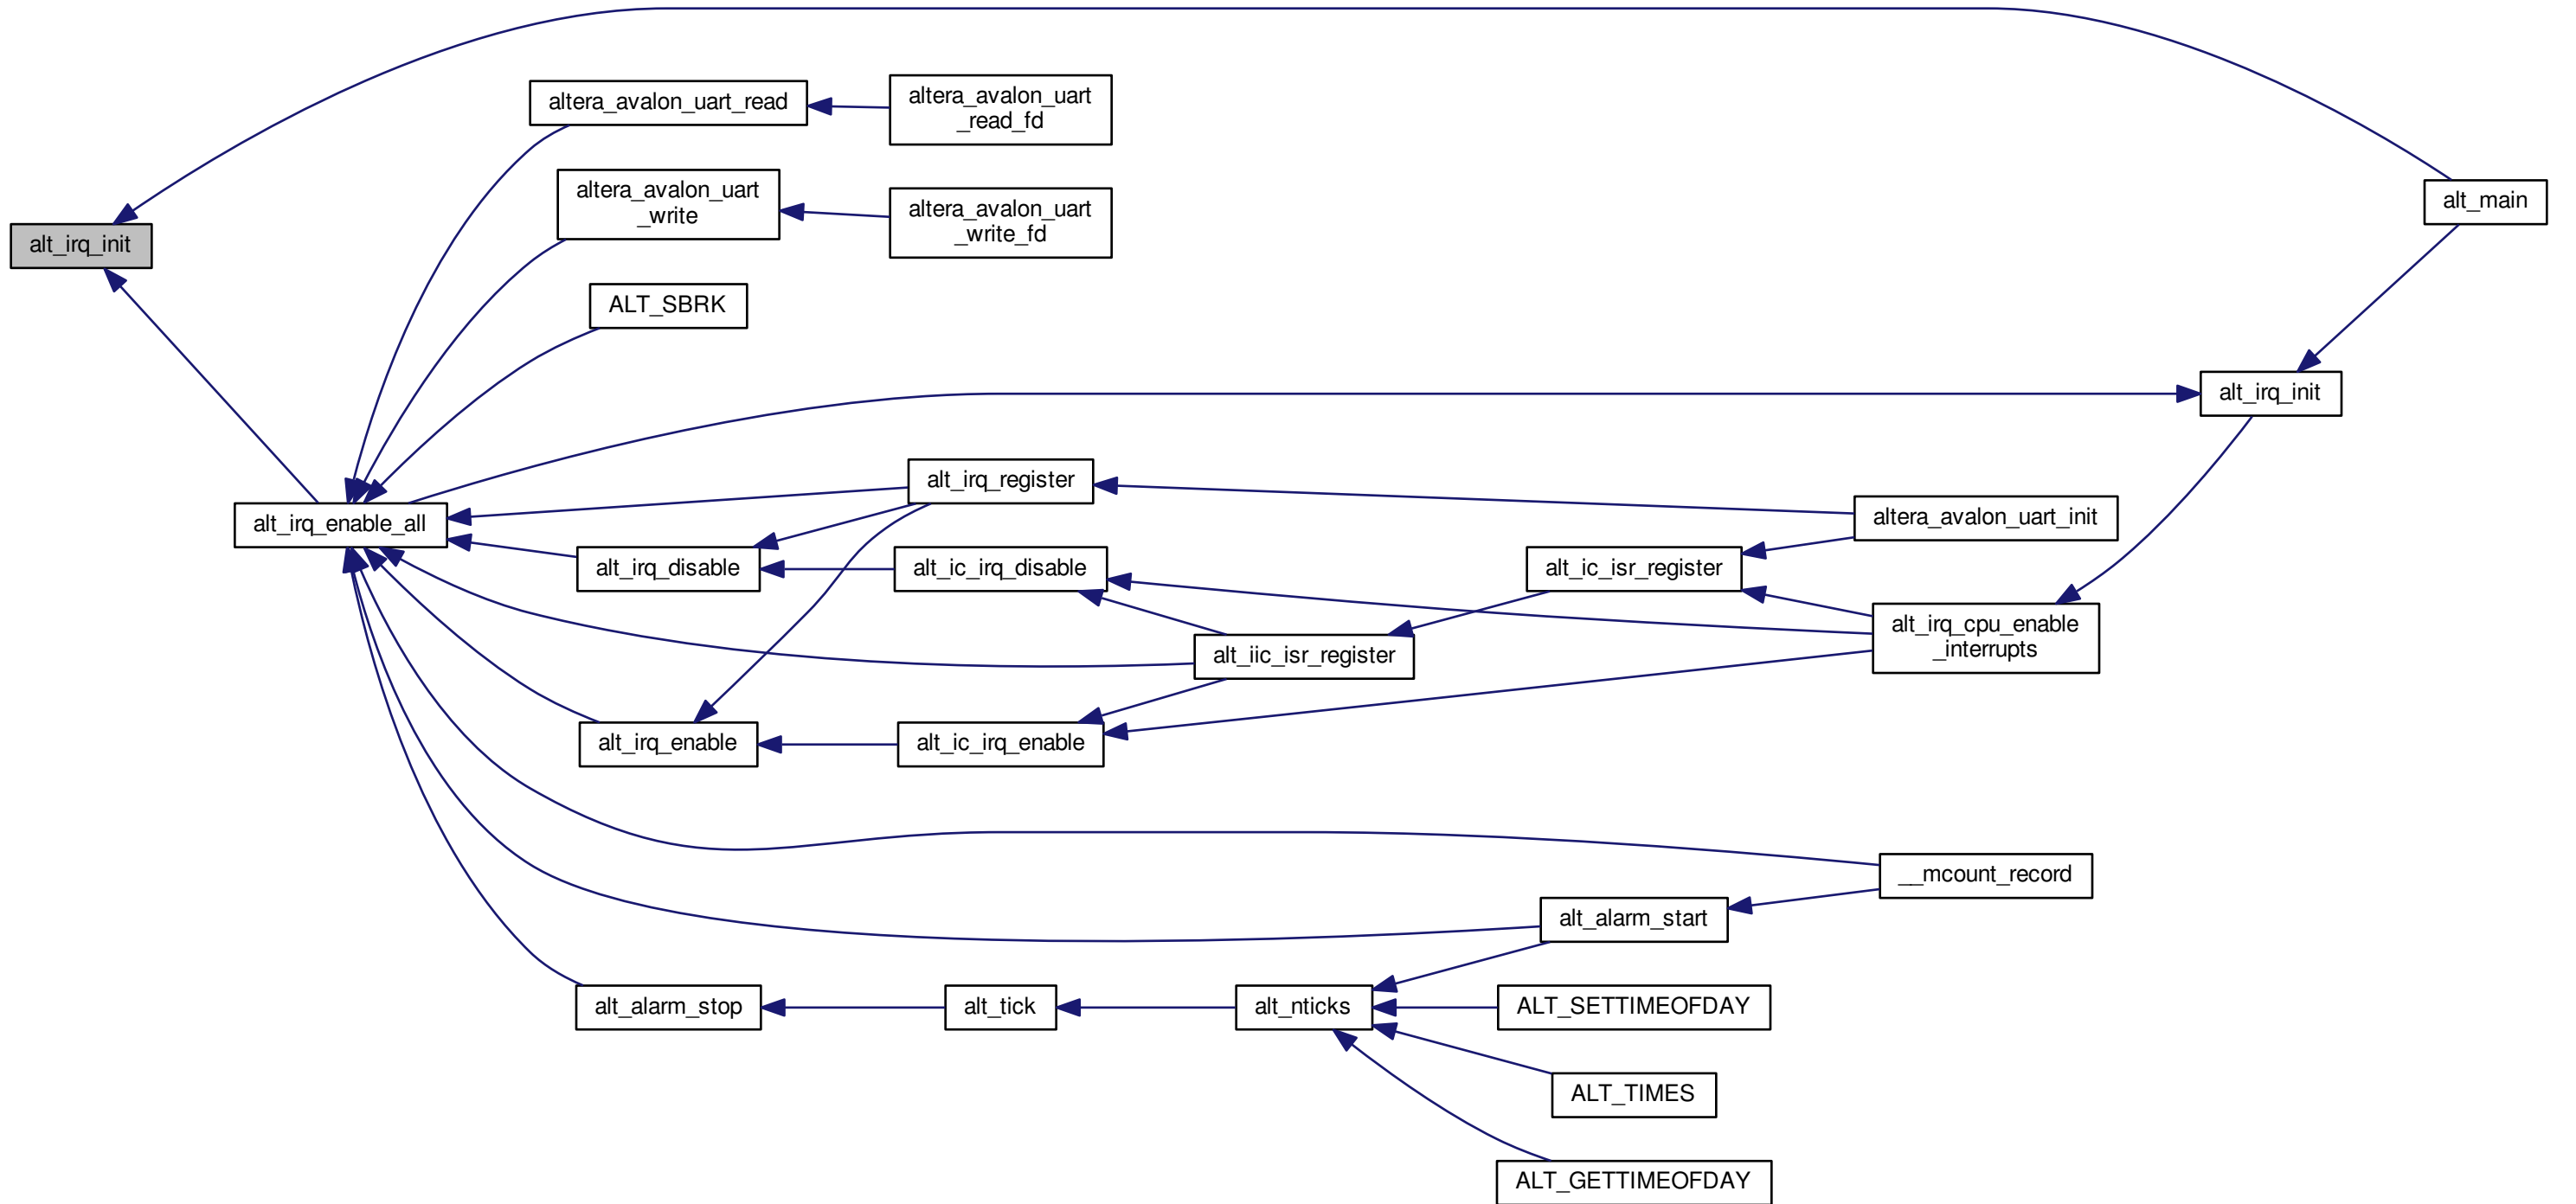 alt_main
altera_avalon_uart_read
altera_avalon_uart
_read_fd
altera_avalon_uart
_write
altera_avalon_uart
_write_fd
alt_irq_init
ALT_SBRK
alt_irq_init
alt_irq_register
alt_irq_enable_all
altera_avalon_uart_init
alt_irq_disable
alt_ic_irq_disable
alt_ic_isr_register
alt_irq_cpu_enable
_interrupts
alt_iic_isr_register
alt_irq_enable
alt_ic_irq_enable
__mcount_record
alt_alarm_start
alt_alarm_stop
alt_tick
alt_nticks
ALT_SETTIMEOFDAY
ALT_TIMES
ALT_GETTIMEOFDAY